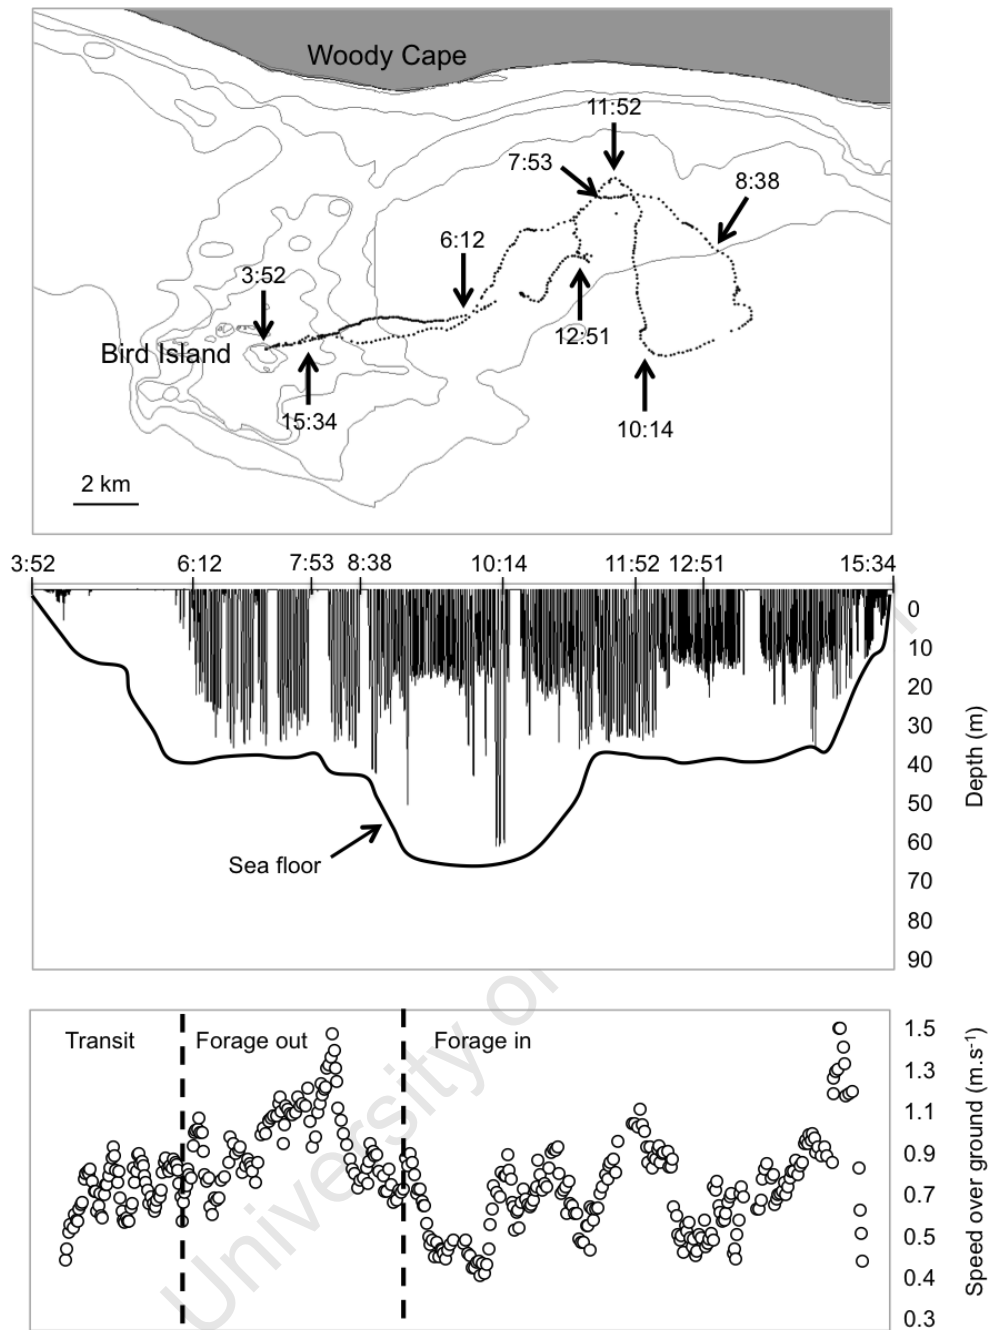 Woody Cape
11:52
7:53
8:38
6:12
3:52
12:51
Bird Island
15:34
10:14
2 km
3:52 6:12 7:53 8:38 10:14 11:52 12:51 15:34
0
10
20
30
40
50
60
70
80
90
Depth (m)
Sea floor
Transit Forage out Forage in
1.5
1.3
1.1
0.9
0.7
0.5
0.4
0.3
Speed over ground (m.s-1)
University of